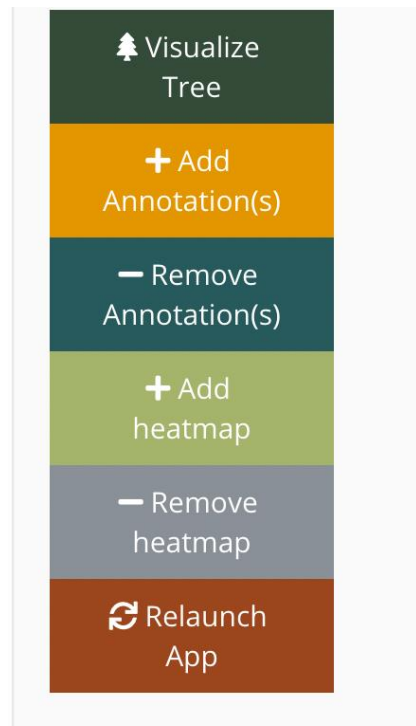 Visualize
Tree
Add
Annotation(s)
Remove
Annotation(s)
Add
heatmap
Remove
heatmap
Relaunch
App